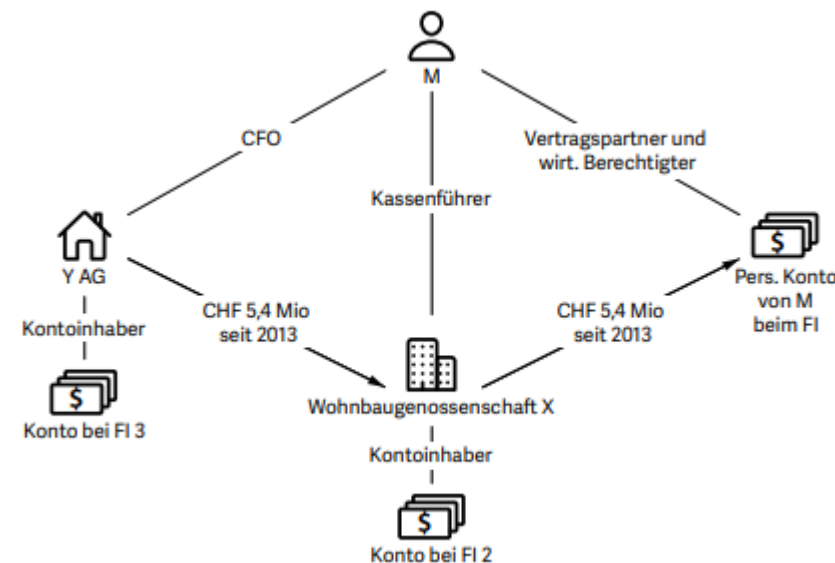 M
CFO
Vertragspartner und
wirt. Berechtigter
Kassenführer
$
Y AG
Pers. Konto
von M
beim FI
CHF 5,4 Mio
seit 2013
CHF 5,4 Mio
seit 2013
Kontoinhaber
$
Konto bei FI 3
Wohnbaugenossenschaft X
Kontoinhaber
$
Konto bei FI 2